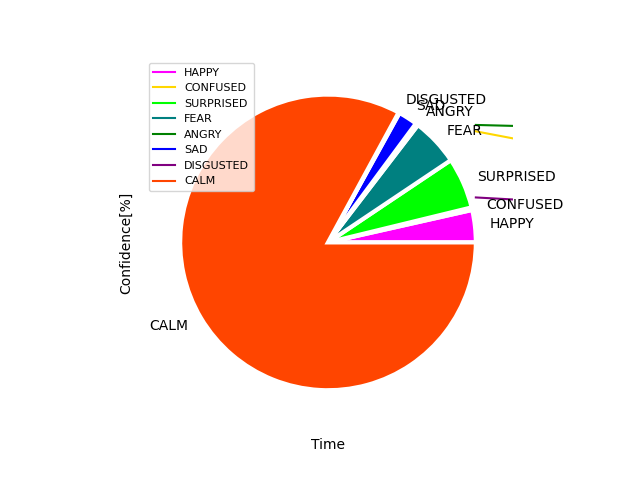 HAPPY
CONFUSED
SURPRISED
FEAR
ANGRY
SAD
DISGUSTED
CALM
DISGUSTED
SAD
ANGRY
FEAR
SURPRISED
CONFUSED
HAPPY
Confidence[%]
CALM
Time